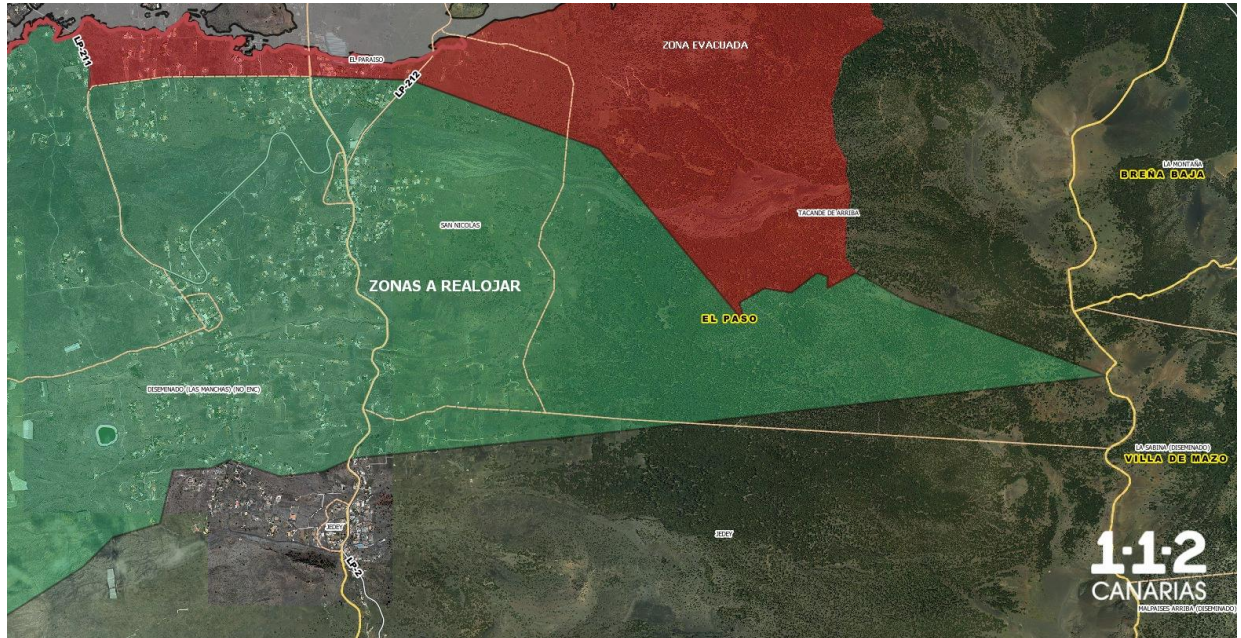 LP-211
EL PARAISO
LP-212
ZONA EVACUADA
LA MONTAÑA
BREÑA BAJA
TACANDE DE ARRIBA
SAN NICOLAS
ZONAS A REALOJAR
EL PASO
DISEMINADO (LAS MANCHAS) (NO_ENC)
LA SABINA (DISEMINADO)
VILLA DE MAZO
JEDEY
JEDEY
LP-2
1·1·2
CANARIAS
MALPAISES ARRIBA (DISEMINADO)